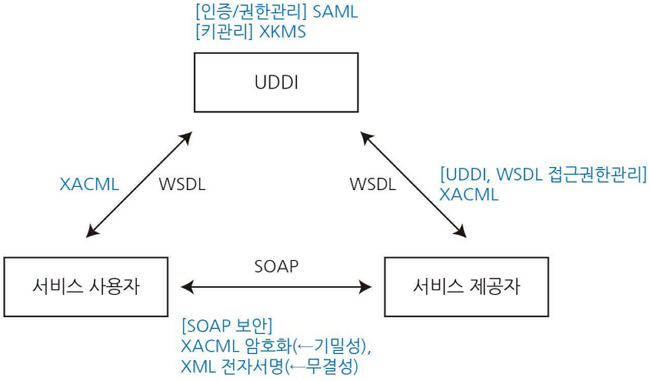 [인증/권한관리] SAML
[키관리] XKMS
UDDI
XACML
WSDL
WSDL
[UDDI, WSDL 접근권한관리]
XACML
서비스 사용자
SOAP
서비스 제공자
[SOAP 보안]
XACML 암호화(←기밀성),
XML 전자서명(←무결성)